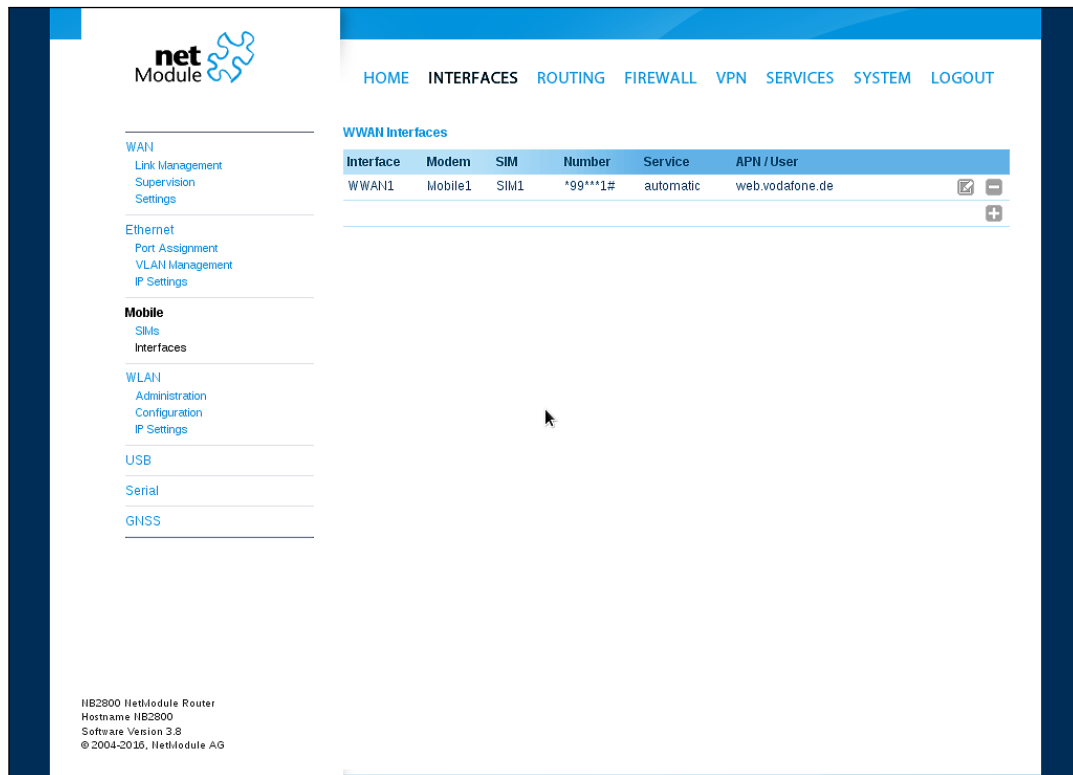 net
Module
HOME INTERFACES ROUTING FIREWALL VPN SERVICES SYSTEM LOGOUT
WAN
Link Management
Supervision
Settings
Ethernet
Port Assignment
VLAN Management
IP Settings
Mobile
SIMs
Interfaces
WLAN
Administration
Configuration
IP Settings
USB
Serial
GNSS
WWAN Interfaces
Interface Modem SIM Number Service APN / User
WWAN1 Mobile1 SIM1 *99***1# automatic web.vodafone.de
NB2800 NetModule Router
Hostname NB2800
Software Version 3.8
© 2004-2016, NetModule AG